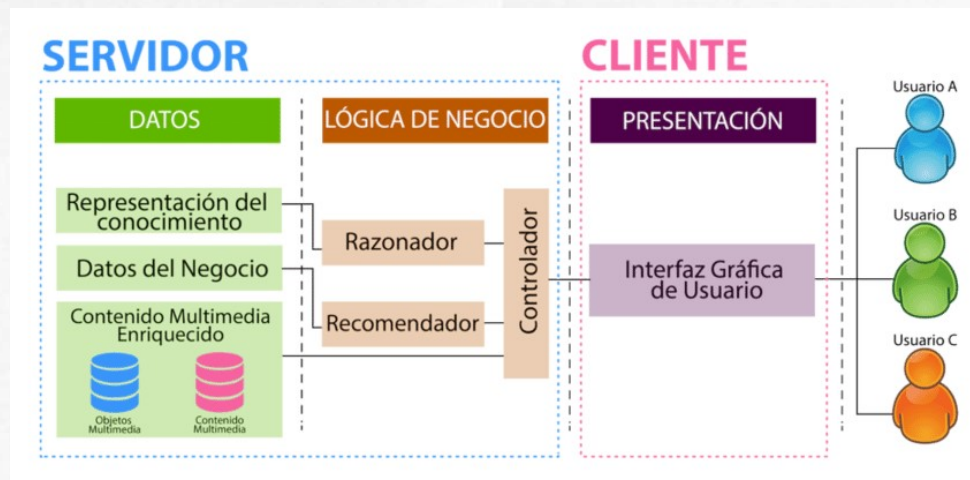 SERVIDOR
CLIENTE
DATOS
LÓGICA DE NEGOCIO
PRESENTACIÓN
Representación del
conocimiento
Datos del Negocio
Contenido Multimedia
Enriquecido
Objetos
Multimedia
Contenido
Multimedia
Razonador
Recomendador
Controlador
Interfaz Gráfica
de Usuario
Usuario A
Usuario B
Usuario C